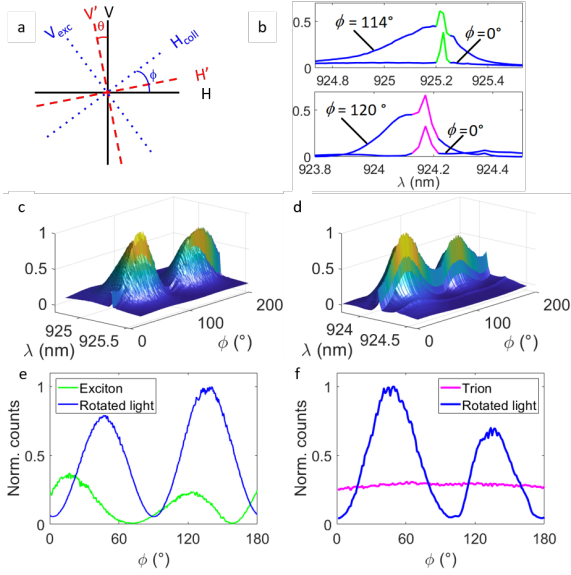 a
V'
V
θ
V_exc
H_coll
ϕ
H'
H
b
1
0.5
0
ϕ = 114°
ϕ=0°
924.8
925
925.2
925.4
1
0.5
0
ϕ = 120 °
ϕ=0°
923.8
924
924.2
924.4
λ (nm)
c
1
0.5
0
925
925.5
λ (nm)
0
100
200
ϕ (°)
d
1
0.5
0
924
924.5
λ (nm)
0
100
200
ϕ (°)
e
Norm. counts
1
0.5
0
Exciton
Rotated light
0
60
120
180
ϕ (°)
f
Norm. counts
1
0.5
0
Trion
Rotated light
0
60
120
180
ϕ (°)